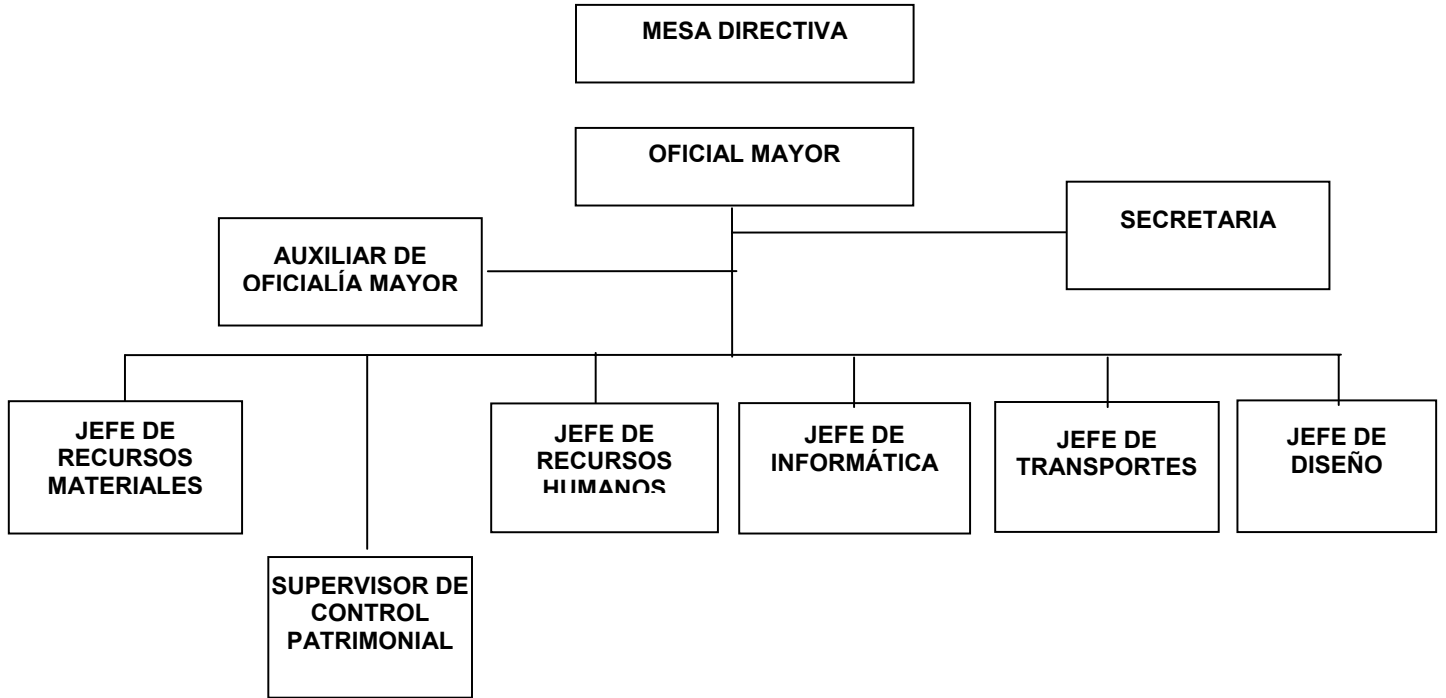 MESA DIRECTIVA
OFICIAL MAYOR
SECRETARIA
AUXILIAR DE
OFICIALÍA MAYOR
JEFE DE
RECURSOS
MATERIALES
JEFE DE
RECURSOS
HUMANOS
JEFE DE
INFORMÁTICA
JEFE DE
TRANSPORTES
JEFE DE
DISEÑO
SUPERVISOR DE
CONTROL
PATRIMONIAL